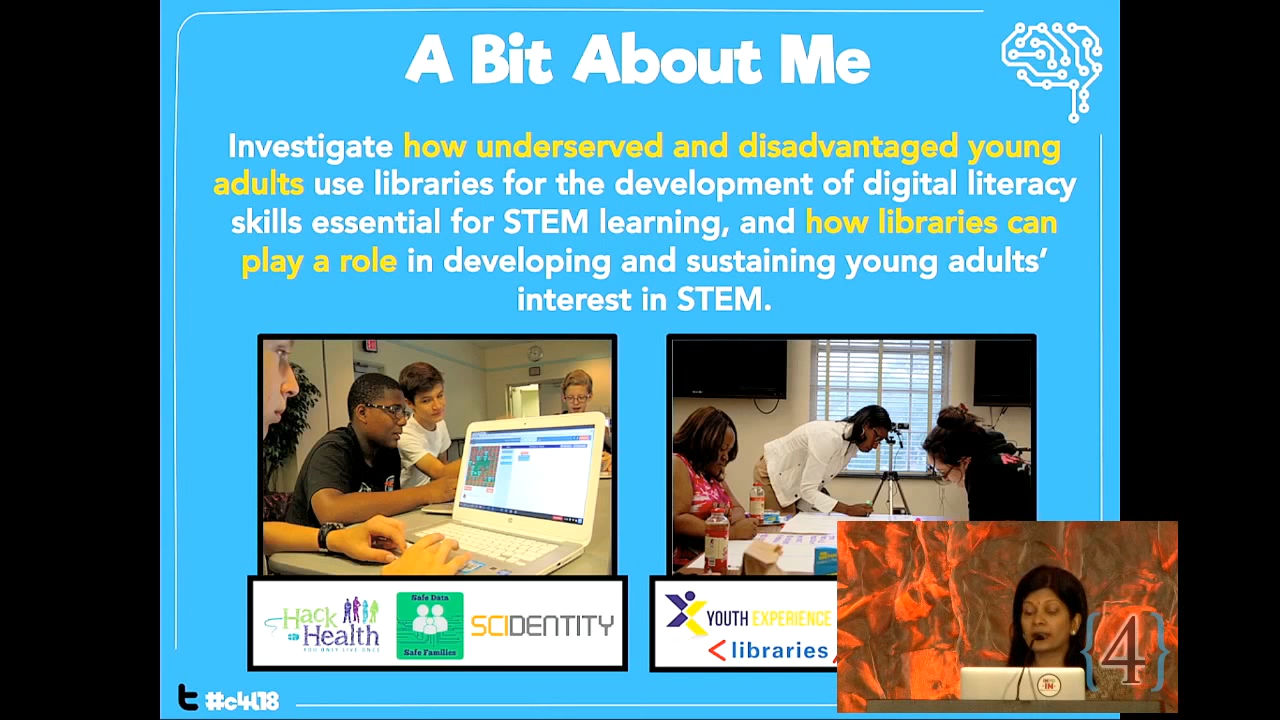 A Bit About Me
Investigate how underserved and disadvantaged young
adults use libraries for the development of digital literacy
skills essential for STEM learning, and how libraries can
play a role in developing and sustaining young adults’
interest in STEM.
Hack
Health
YOU ONLY LIVE ONCE
Safe Data
Safe Families
SCIDENTITY
YOUTH EXPERIENCE
<libraries
#c4l18
{4}
IN